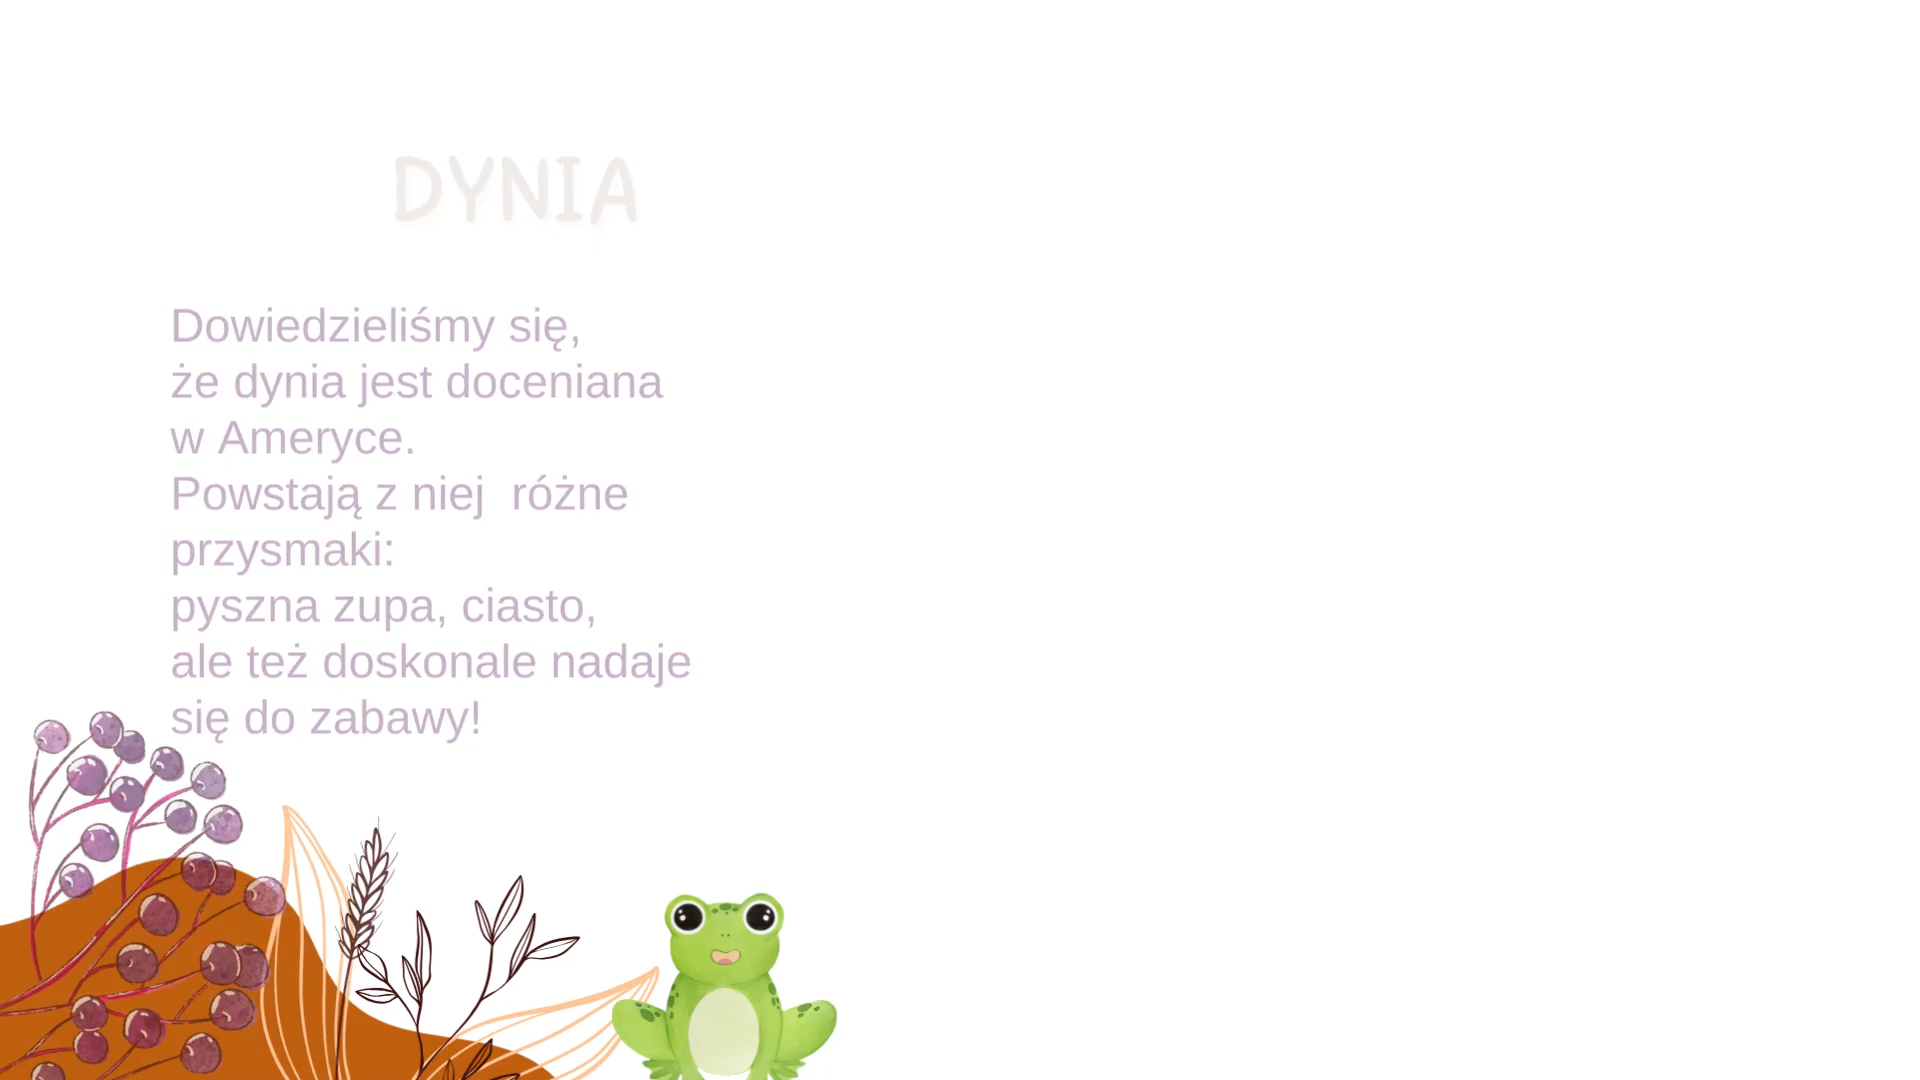 DYNIA
Dowiedzieliśmy się,
że dynia jest doceniana
w Ameryce.
Powstają z niej  różne
przysmaki:
pyszna zupa, ciasto,
ale też doskonale nadaje
się do zabawy!